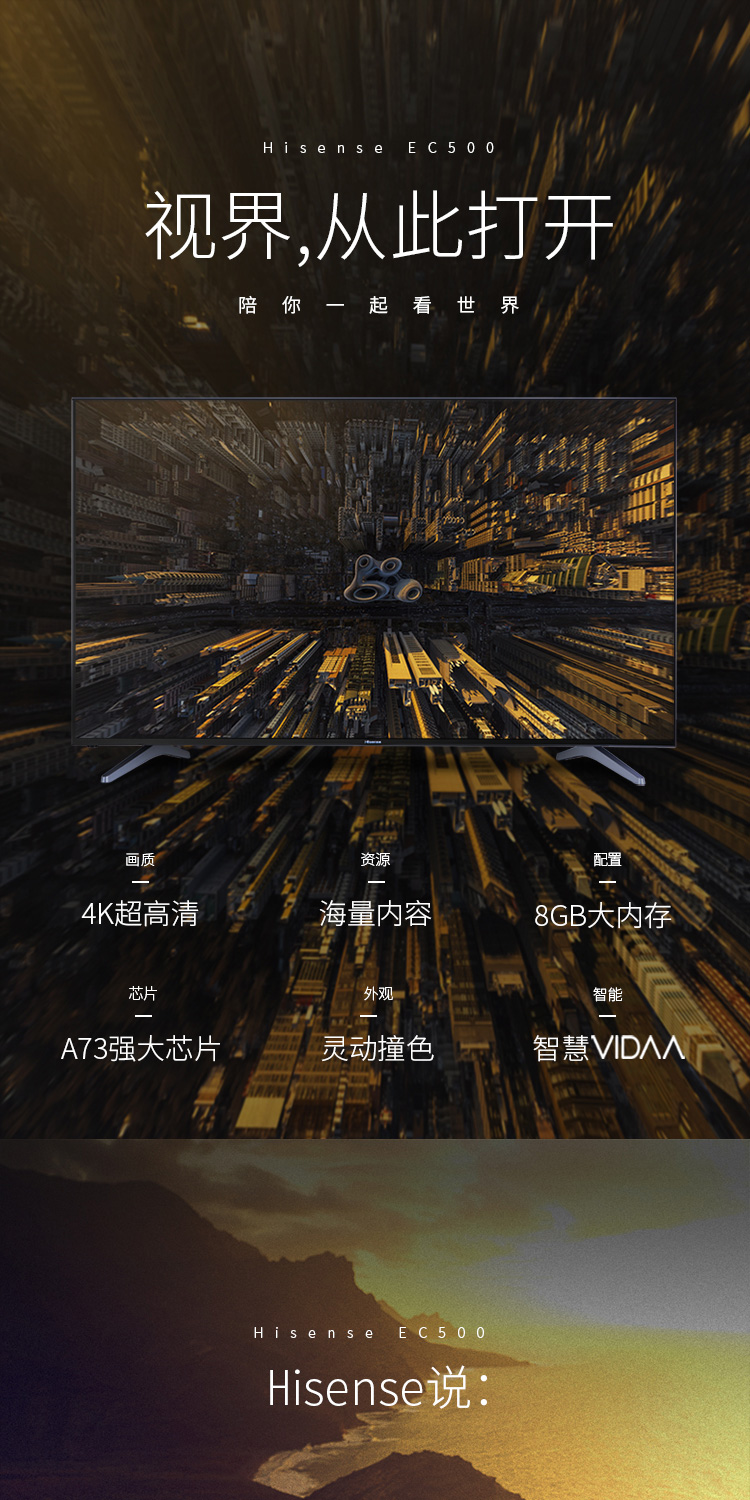 Hisense EC500
视界,从此打开
陪你一起看世界
Hisense
画质
资源
配置
4K超高清
海量内容
8GB大内存
芯片
外观
智能
A73强大芯片
灵动撞色
智慧VIDAA
Hisense EC500
Hisense说：